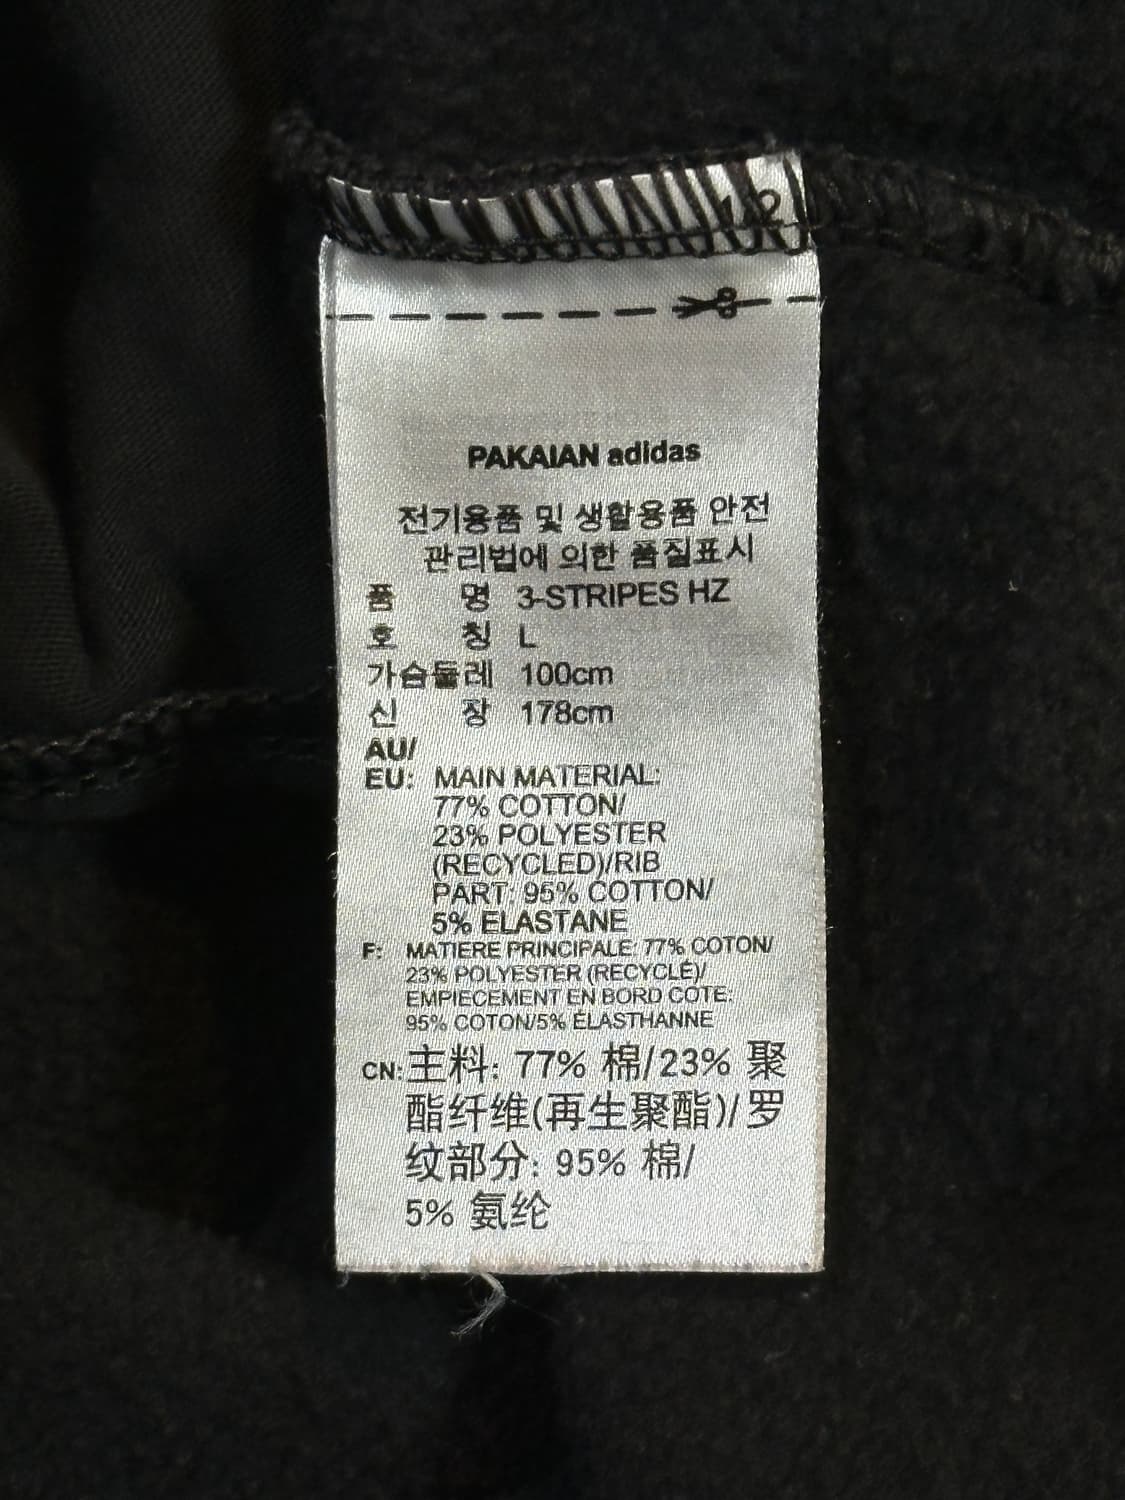 12
PAKAIAN adidas
전기용품 및 생활용품 안전
관리법에 의한 품질표시
품 명 3-STRIPES HZ
호 칭 L
가슴둘레 100cm
신 장 178cm
AU/
EU: MAIN MATERIAL:
77% COTTON/
23% POLYESTER
(RECYCLED)/RIB
PART: 95% COTTON/
5% ELASTANE
F: MATIERE PRINCIPALE: 77% COTON/
23% POLYESTER (RECYCLÉ)/
EMPIECEMENT EN BORD COTE:
95% COTON/5% ÉLASTHANNE
CN: 主料: 77% 棉/23% 聚
酯纤维(再生聚酯)/罗
纹部分: 95% 棉/
5% 氨纶